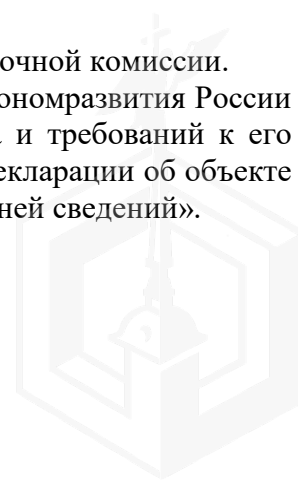 очной комиссии.
ономразвития России
и требований к его
екларации об объекте
ней сведений».